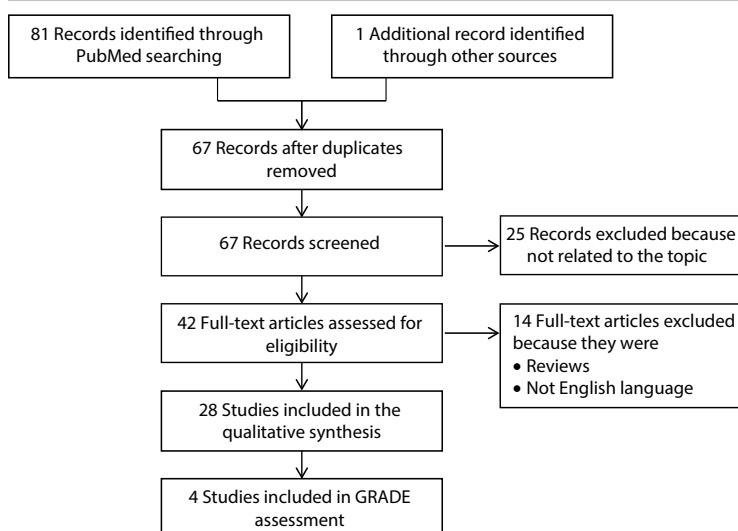 81 Records identified through
PubMed searching
1 Additional record identified
through other sources
67 Records after duplicates
removed
67 Records screened
25 Records excluded because
not related to the topic
42 Full-text articles assessed for
eligibility
14 Full-text articles excluded
because they were
• Reviews
• Not English language
28 Studies included in the
qualitative synthesis
4 Studies included in GRADE
assessment